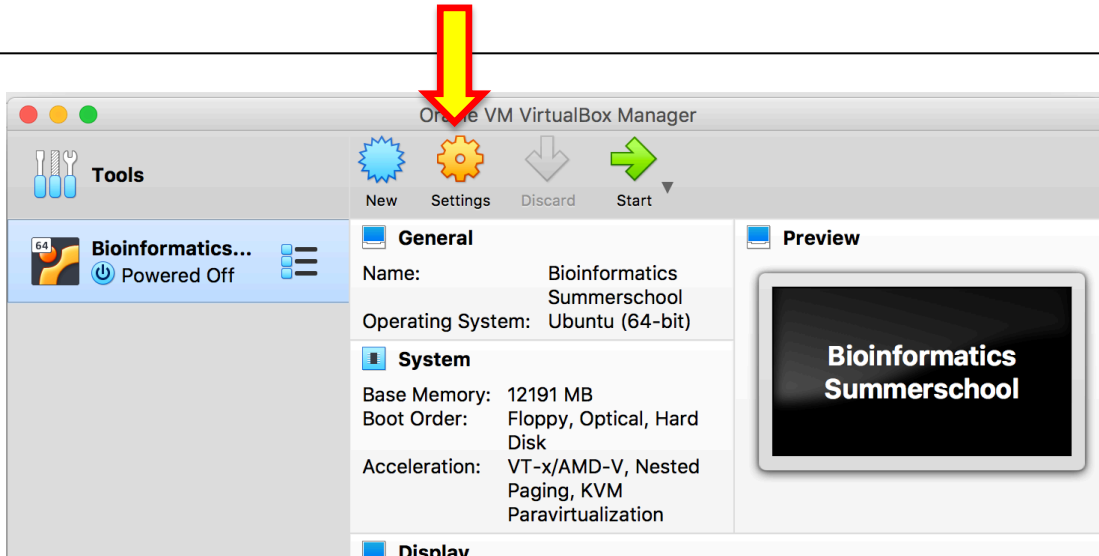 Oracle VM VirtualBox Manager
Tools
New Settings Discard Start
64
Bioinformatics...
Powered Off
General
Name: Bioinformatics
Summerschool
Operating System: Ubuntu (64-bit)
System
Base Memory: 12191 MB
Boot Order: Floppy, Optical, Hard
Disk
Acceleration: VT-x/AMD-V, Nested
Paging, KVM
Paravirtualization
Display
Preview
Bioinformatics
Summerschool